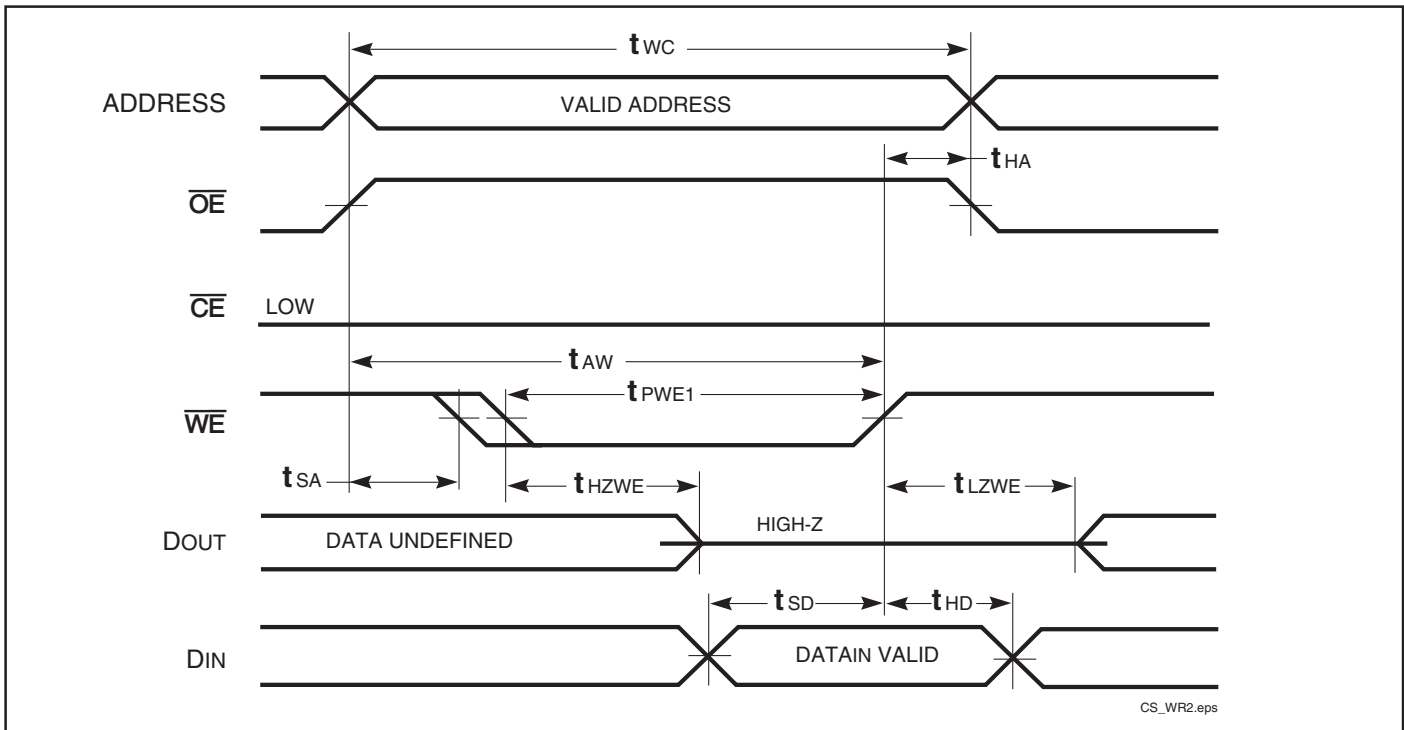 tWC
ADDRESS
VALID ADDRESS
tHA
OE
CE
LOW
tAW
tPWE1
WE
tSA
tHZWE
tLZWE
HIGH-Z
DOUT
DATA UNDEFINED
tSD
tHD
DIN
DATAIN VALID
CS_WR2.eps